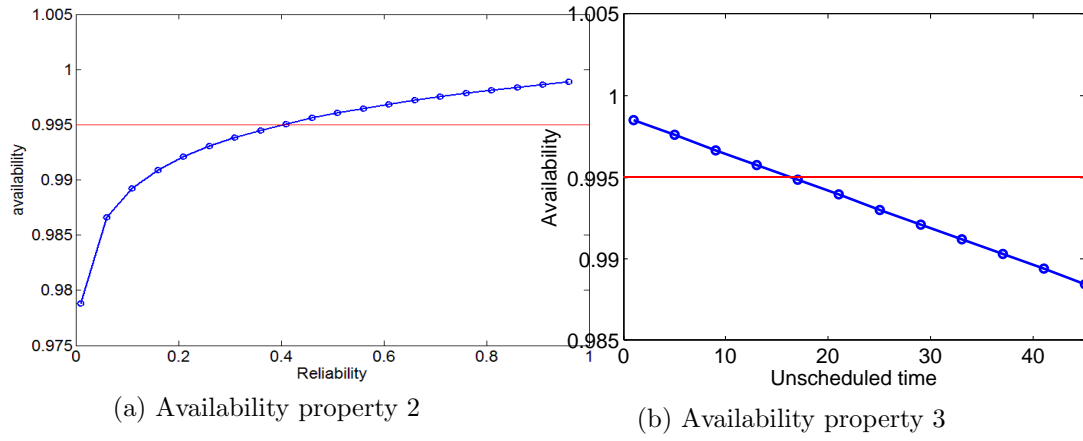 1.005
1
0.995
0.99
0.985
0.98
0.975
availability
0 0.2 0.4 0.6 0.8 1
Reliability
(a) Availability property 2
1.005
1
0.995
0.99
0.985
Availability
0 10 20 30 40
Unscheduled time
(b) Availability property 3